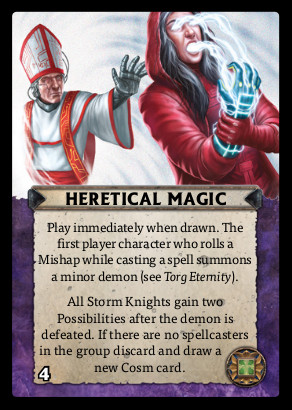 HERETICAL MAGIC
Play immediately when drawn. The
first player character who rolls a
Mishap while casting a spell summons
a minor demon (see Torg Eternity).
All Storm Knights gain two
Possibilities after the demon is
defeated. If there are no spellcasters
in the group discard and draw a
new Cosm card.
4